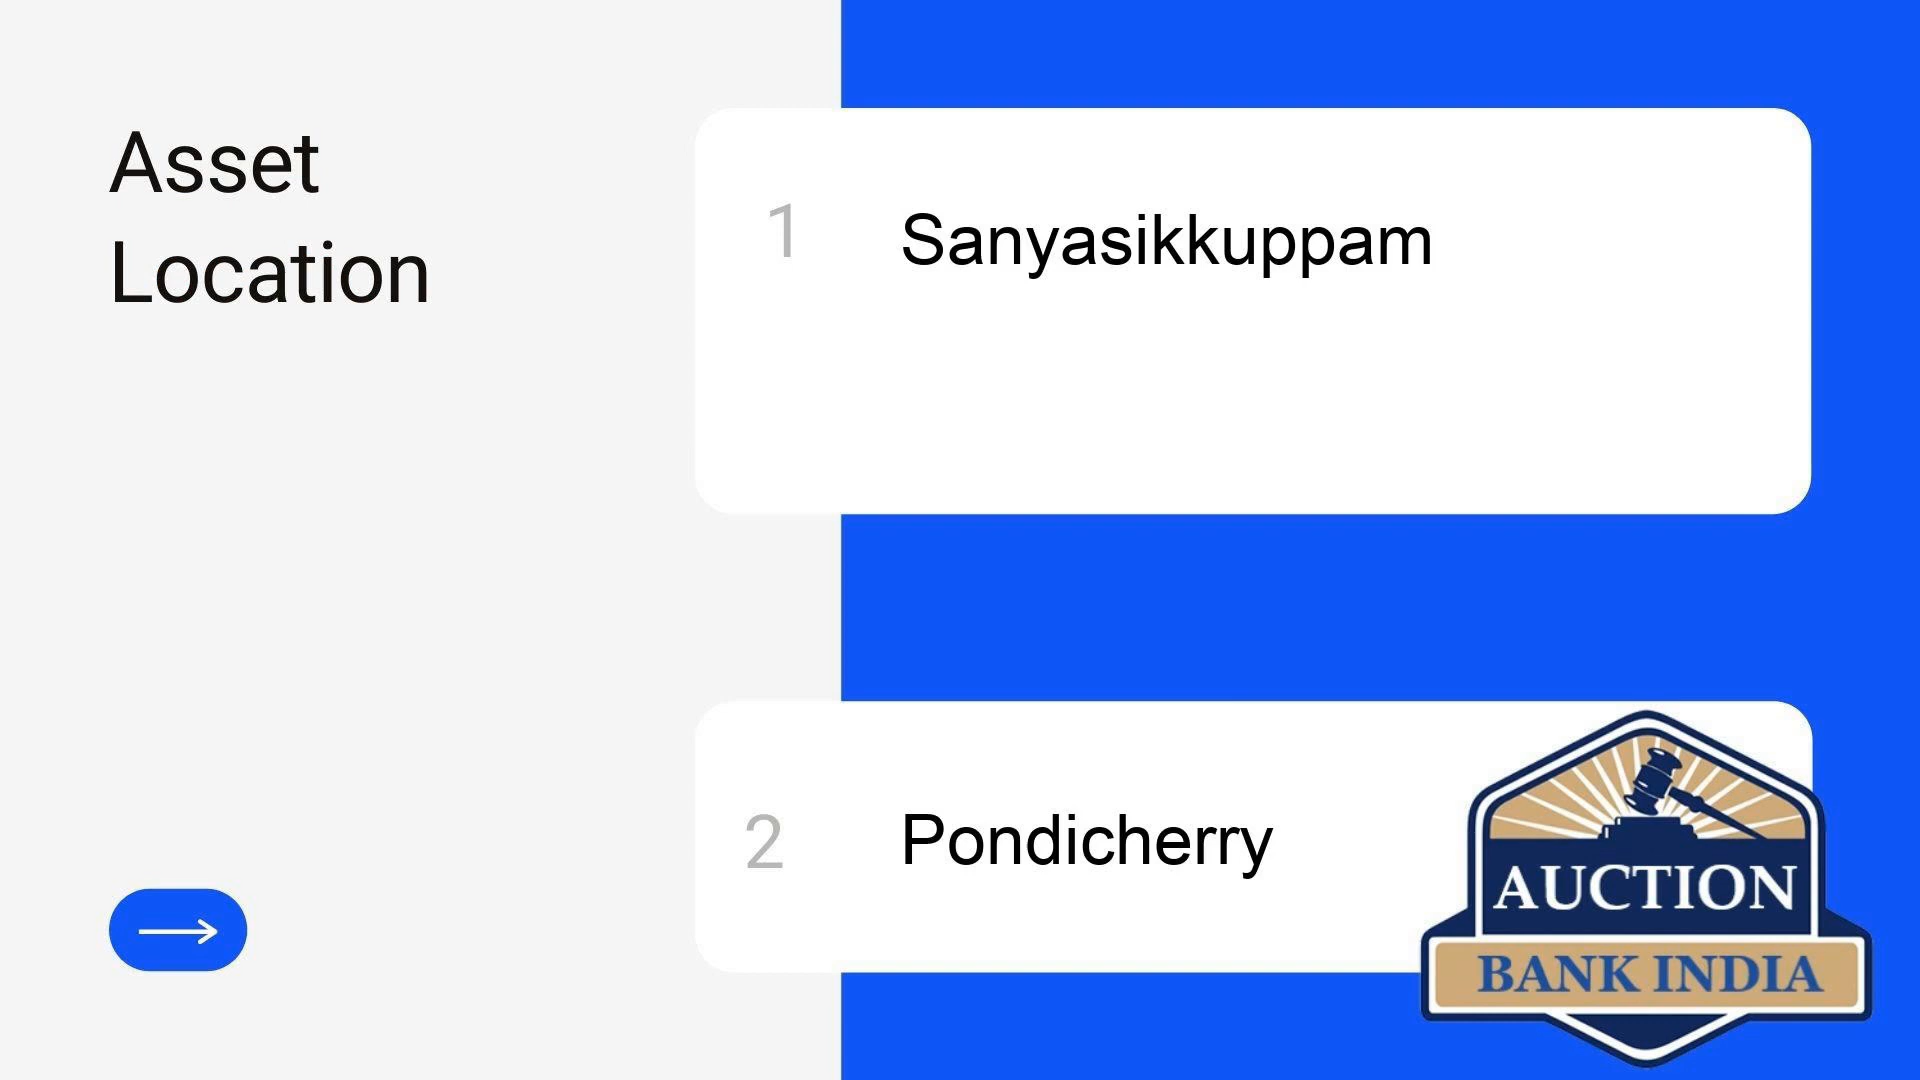 Asset
Location
1
Sanyasikkuppam
2
Pondicherry
AUCTION
BANK INDIA